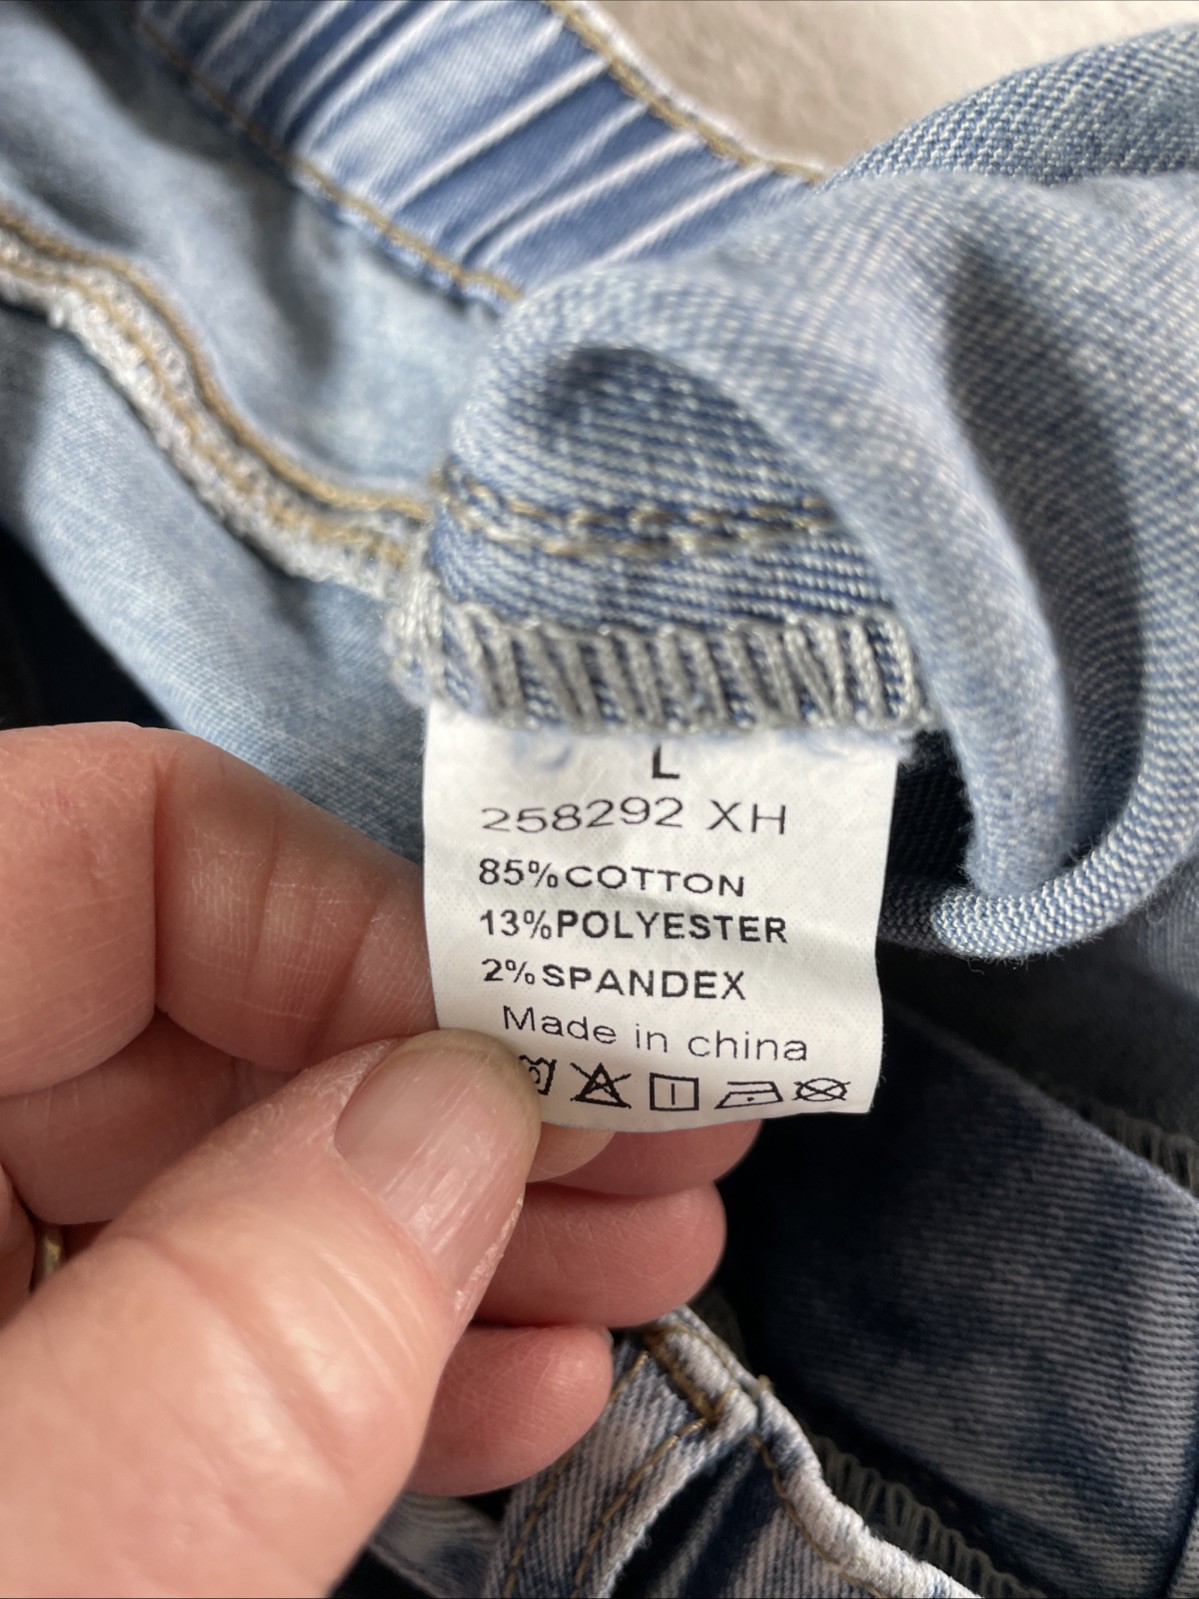 L
258292 XH
85%COTTON
13%POLYESTER
2%SPANDEX
Made in china